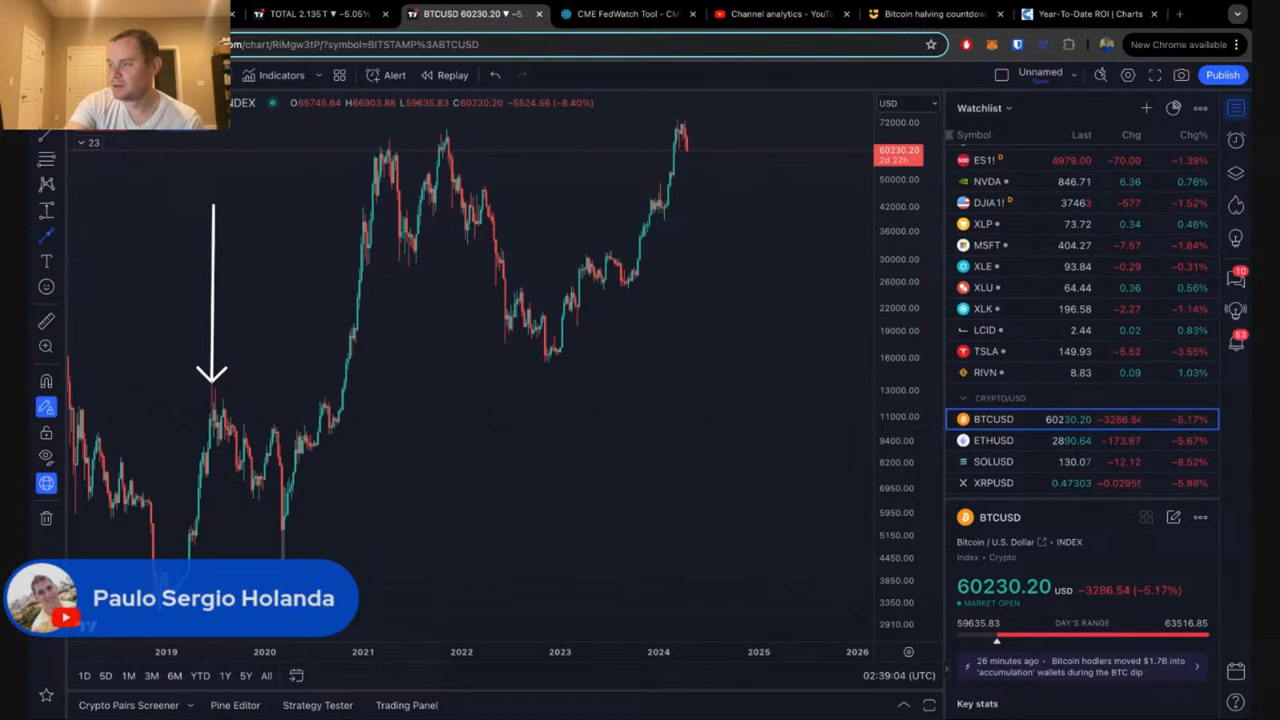 TOTAL 2.135 T ▼ −5.05%
BTCUSD 60230.20 ▼ −5.
CME FedWatch Tool - CM
Channel analytics - YouTu
Bitcoin halving countdow
Year-To-Date ROI | Charts
om/chart/RiMgw3tP/?symbol=BITSTAMP%3ABTCUSD
New Chrome available
Indicators
Alert
Replay
Unnamed
Save
Publish
INDEX O65745.64 H66903.88 L59635.83 C60230.20 −5524.56 (−8.40%)
23
USD
72000.00
60230.20
2d 22h
50000.00
42000.00
36000.00
30000.00
26000.00
22000.00
19000.00
16000.00
13000.00
11000.00
9400.00
8200.00
6950.00
5950.00
5150.00
4450.00
3850.00
3350.00
2910.00
2019 2020 2021 2022 2023 2024 2025 2026
1D 5D 1M 3M 6M YTD 1Y 5Y All
02:39:04 (UTC)
Crypto Pairs Screener
Pine Editor
Strategy Tester
Trading Panel
Paulo Sergio Holanda
Watchlist
Symbol Last Chg Chg%
ES1! D 4979.00 −70.00 −1.39%
NVDA 846.71 6.36 0.76%
DJIA1! D 37463 −577 −1.52%
XLP 73.72 0.34 0.46%
MSFT 404.27 −7.57 −1.84%
XLE 93.84 −0.29 −0.31%
XLU 64.44 0.36 0.56%
XLK 196.58 −2.27 −1.14%
LCID 2.44 0.02 0.83%
TSLA 149.93 −5.52 −3.55%
RIVN 8.83 0.09 1.03%
CRYPTO/USD
BTCUSD 60230.20 −3286.54 −5.17%
ETHUSD 2890.64 −173.87 −5.67%
SOLUSD 130.07 −12.12 −8.52%
XRPUSD 0.47303 −0.02955 −5.88%
BTCUSD
Bitcoin / U.S. Dollar • INDEX
Index • Crypto
60230.20 USD −3286.54 (−5.17%)
MARKET OPEN
59635.83 DAY'S RANGE 63516.85
26 minutes ago • Bitcoin hodlers moved $1.7B into
'accumulation' wallets during the BTC dip
Key stats
10
53